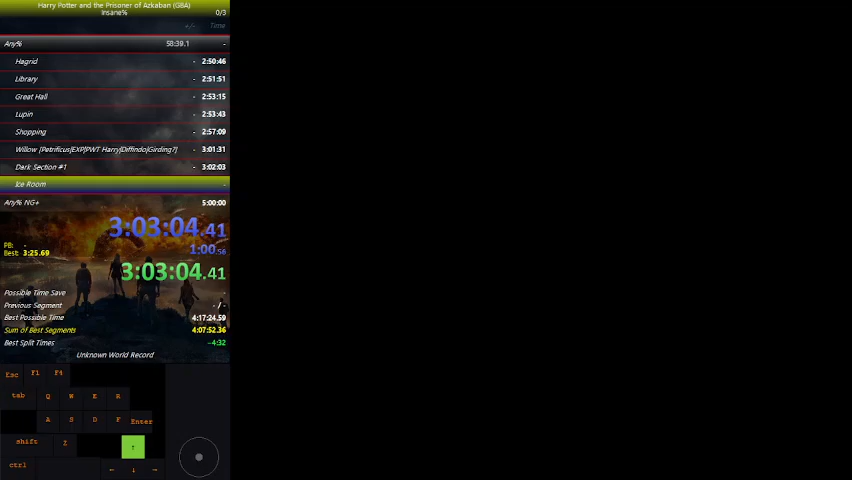 Harry Potter and the Prisoner of Azkaban (GBA)
Insane% 0/3
+/- Time
Any% 58:39.1 -
Hagrid - 2:50:46
Library - 2:51:51
Great Hall - 2:53:15
Lupin - 2:53:43
Shopping - 2:57:09
Willow [Petrificus|EXP|PWT Harry|Diffindo|Girding?] - 3:01:31
Dark Section #1 - 3:02:03
Ice Room -
Any% NG+ 5:00:00
3:03:04.41
PB: -
Best: 3:25.69
1:00.56
3:03:04.41
Possible Time Save -
Previous Segment - / -
Best Possible Time 4:17:24.59
Sum of Best Segments 4:07:52.36
Best Split Times -4:32
Unknown World Record
Esc F1 F4
tab Q W E R
A S D F Enter
shift Z ↑
ctrl ← ↓ →